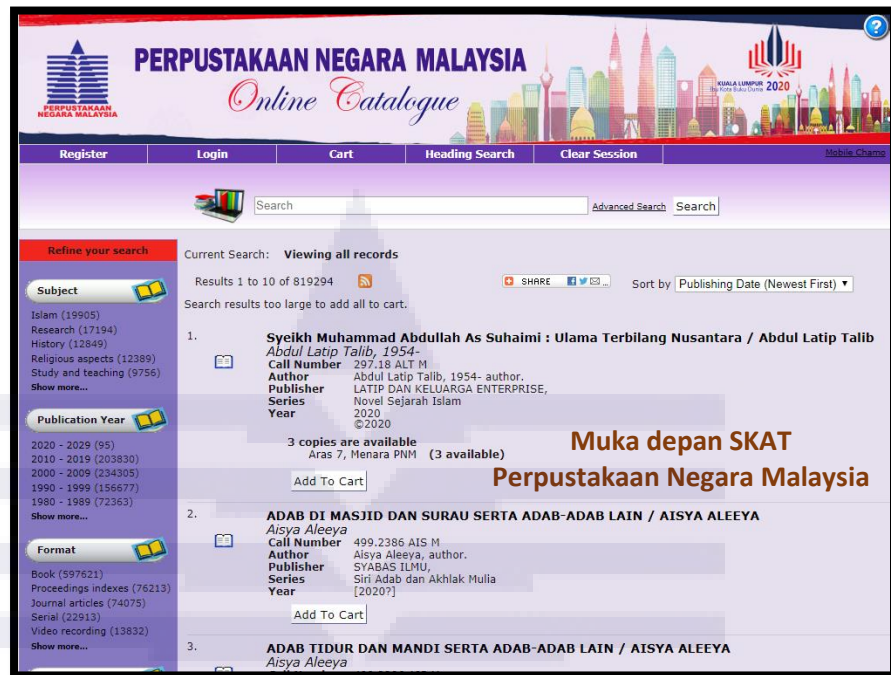 PERPUSTAKAAN NEGARA MALAYSIA
Online Catalogue
PERPUSTAKAAN
NEGARA MALAYSIA
KUALA LUMPUR
Ibu Kota Buku Dunia 2020
?
Register Login Cart Heading Search Clear Session Mobile Chamo
Search Advanced Search Search
Refine your search
Subject
Islam (19905)
Research (17194)
History (12849)
Religious aspects (12389)
Study and teaching (9756)
Show more...
Publication Year
2020 - 2029 (95)
2010 - 2019 (203830)
2000 - 2009 (234305)
1990 - 1999 (156677)
1980 - 1989 (72363)
Show more...
Format
Book (597621)
Proceedings indexes (76213)
Journal articles (74075)
Serial (22913)
Video recording (13832)
Show more...
Current Search: Viewing all records
Results 1 to 10 of 819294 SHARE ... Sort by Publishing Date (Newest First)
Search results too large to add all to cart.
1. Syeikh Muhammad Abdullah As Suhaimi : Ulama Terbilang Nusantara / Abdul Latip Talib
Abdul Latip Talib, 1954-
Call Number 297.18 ALT M
Author Abdul Latip Talib, 1954- author.
Publisher LATIP DAN KELUARGA ENTERPRISE,
Series Novel Sejarah Islam
Year 2020
©2020
3 copies are available
Aras 7, Menara PNM (3 available)
Add To Cart
Muka depan SKAT
Perpustakaan Negara Malaysia
2. ADAB DI MASJID DAN SURAU SERTA ADAB-ADAB LAIN / AISYA ALEEYA
Aisya Aleeya
Call Number 499.2386 AIS M
Author Aisya Aleeya, author.
Publisher SYABAS ILMU,
Series Siri Adab dan Akhlak Mulia
Year [2020?]
Add To Cart
3. ADAB TIDUR DAN MANDI SERTA ADAB-ADAB LAIN / AISYA ALEEYA
Aisya Aleeya